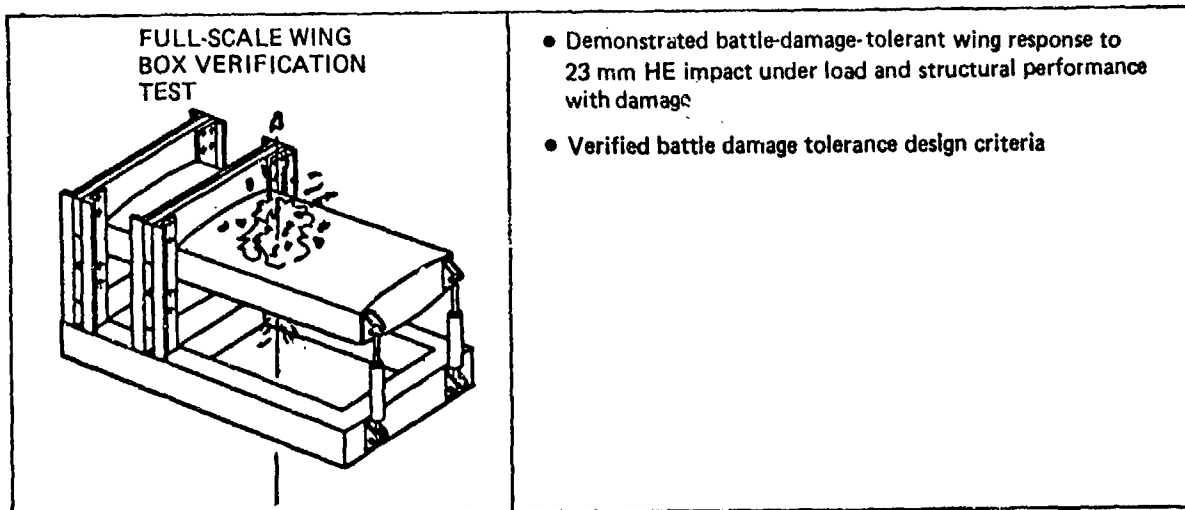 FULL-SCALE WING
BOX VERIFICATION
TEST
• Demonstrated battle-damage-tolerant wing response to
23 mm HE impact under load and structural performance
with damage
• Verified battle damage tolerance design criteria